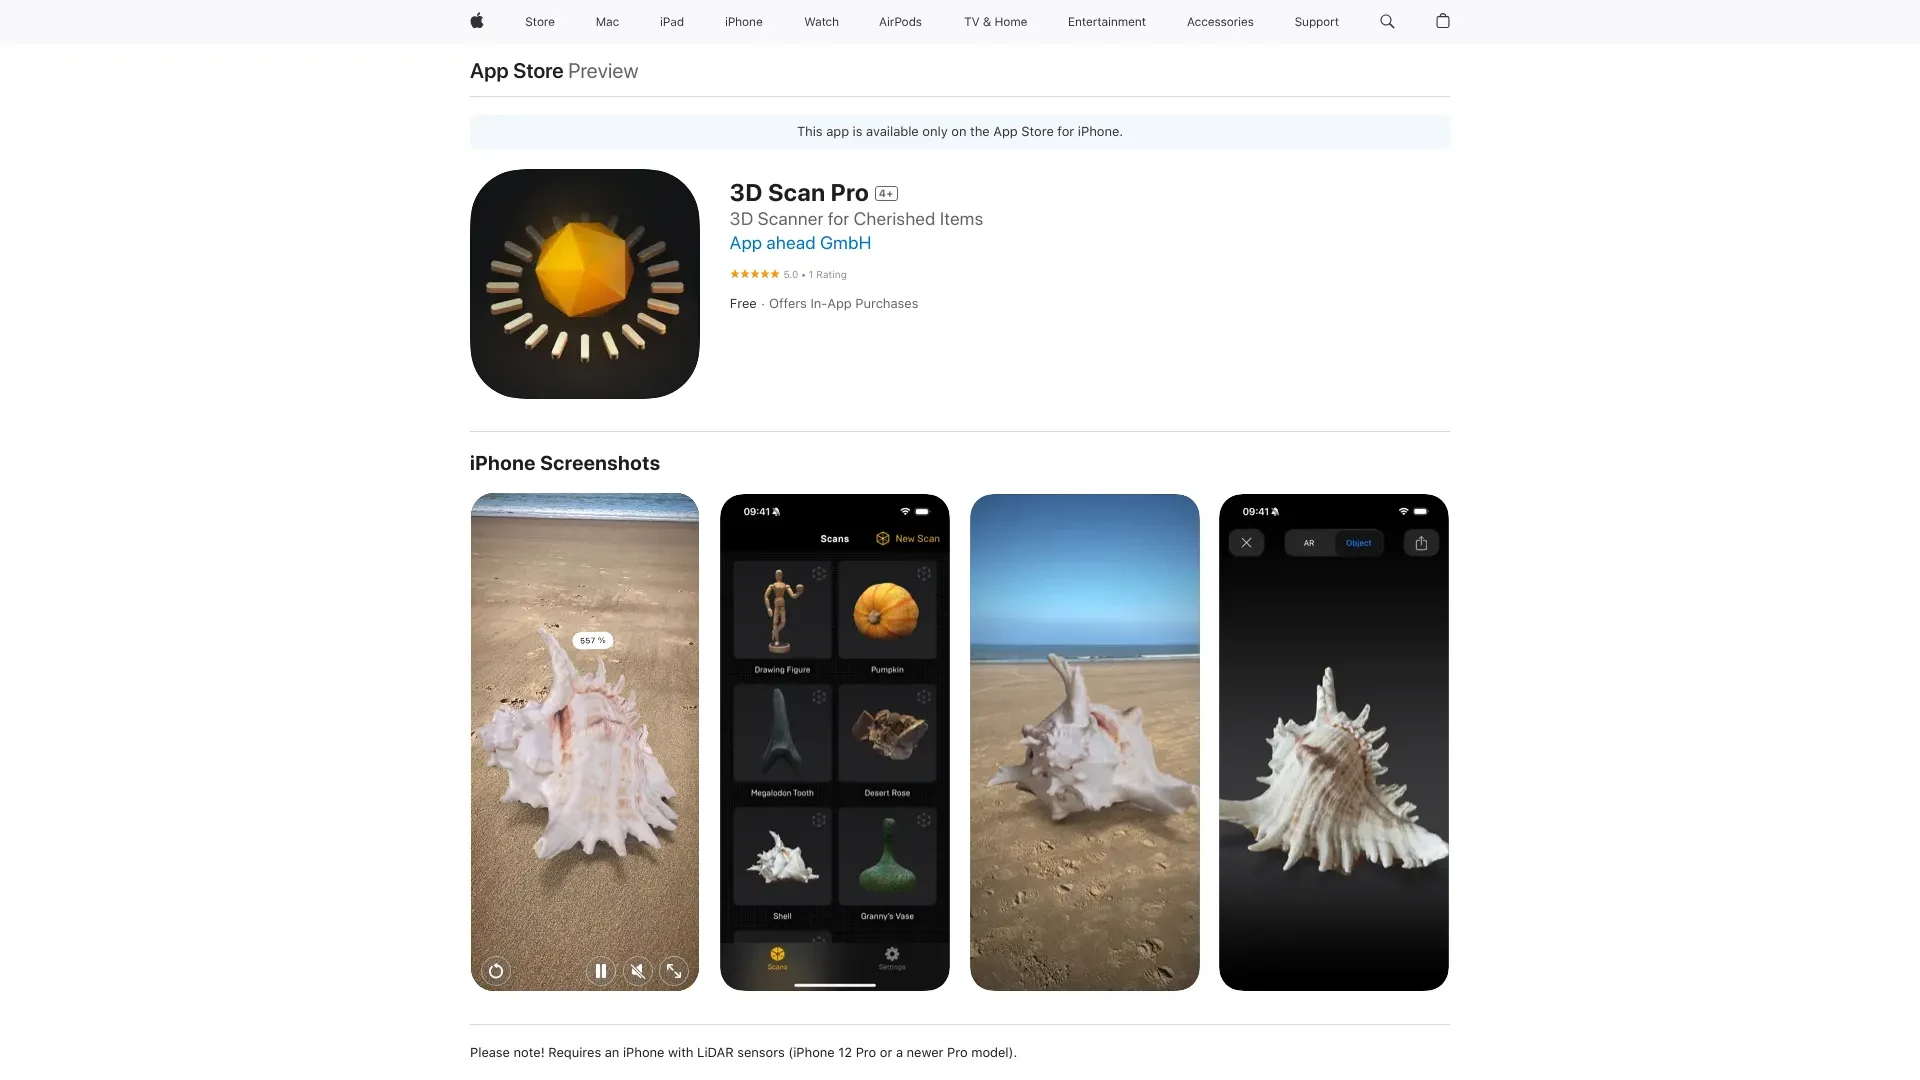 Store Mac iPad iPhone Watch AirPods TV & Home Entertainment Accessories Support
App Store Preview
This app is available only on the App Store for iPhone.
3D Scan Pro 4+
3D Scanner for Cherished Items
App ahead GmbH
★★★★★ 5.0 • 1 Rating
Free · Offers In-App Purchases
iPhone Screenshots
557 %
09:41
Scans New Scan
Drawing Figure Pumpkin
Megalodon Tooth Desert Rose
Shell Granny's Vase
Scans Settings
09:41
AR Object
Please note! Requires an iPhone with LiDAR sensors (iPhone 12 Pro or a newer Pro model).